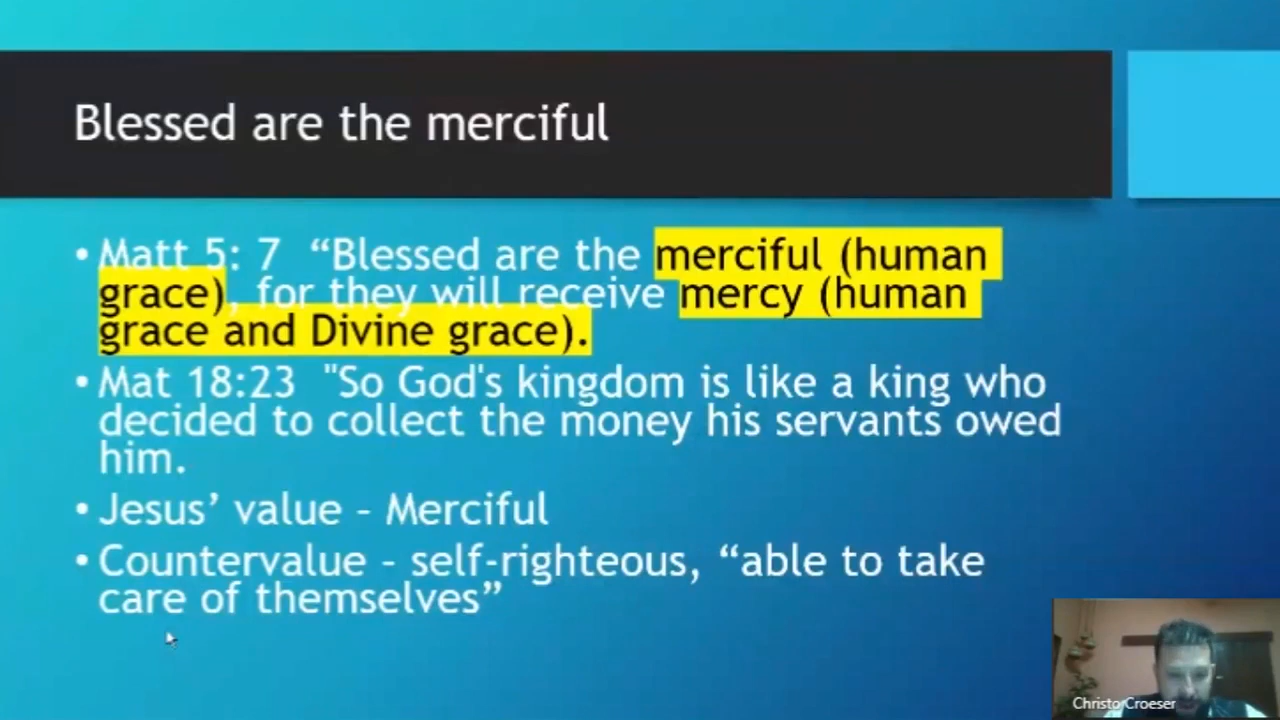 Blessed are the merciful
• Matt 5: 7 “Blessed are the merciful (human
grace), for they will receive mercy (human
grace and Divine grace).
• Mat 18:23 "So God's kingdom is like a king who
decided to collect the money his servants owed
him.
• Jesus’ value – Merciful
• Countervalue – self-righteous, “able to take
care of themselves”
Christo Croeser